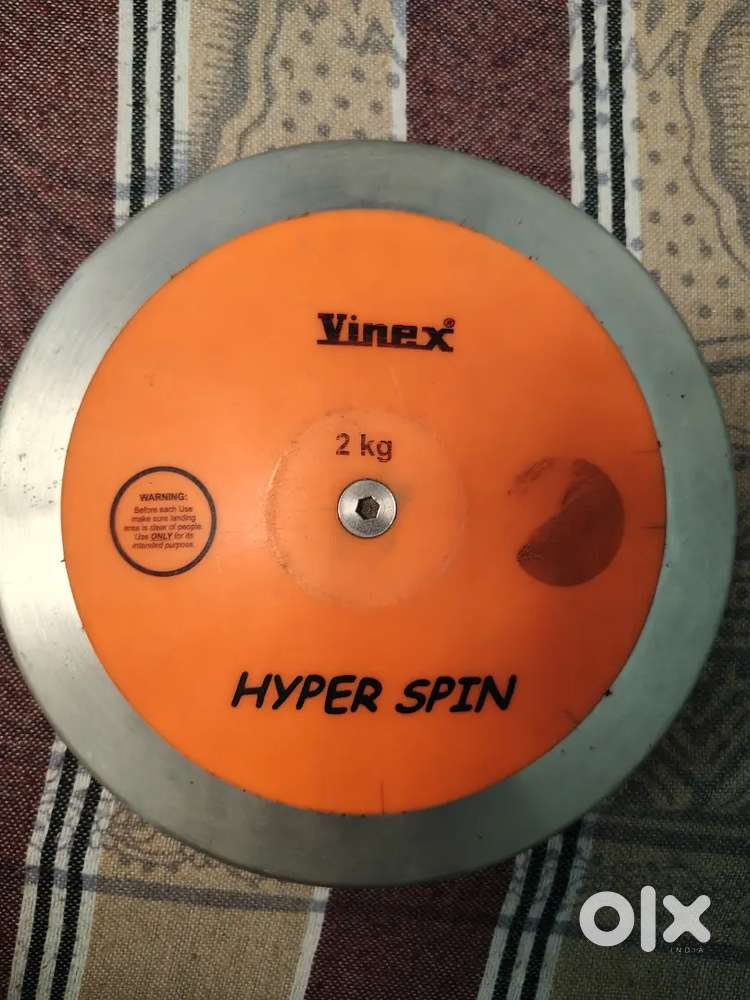 Vinex®
2 kg
WARNING:
Before each Use
make sure landing
area is clear of people.
Use ONLY for its
intended purpose.
HYPER SPIN
olx
INDIA